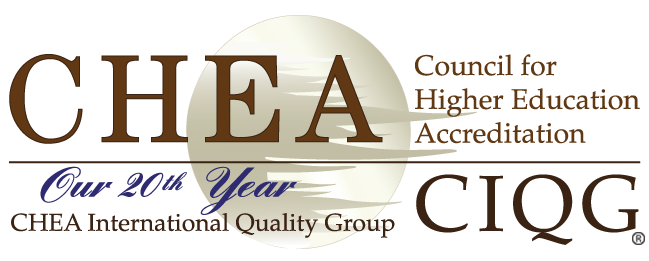 CHEA
Council for
Higher Education
Accreditation
Our 20th Year
CHEA International Quality Group
CIQG®